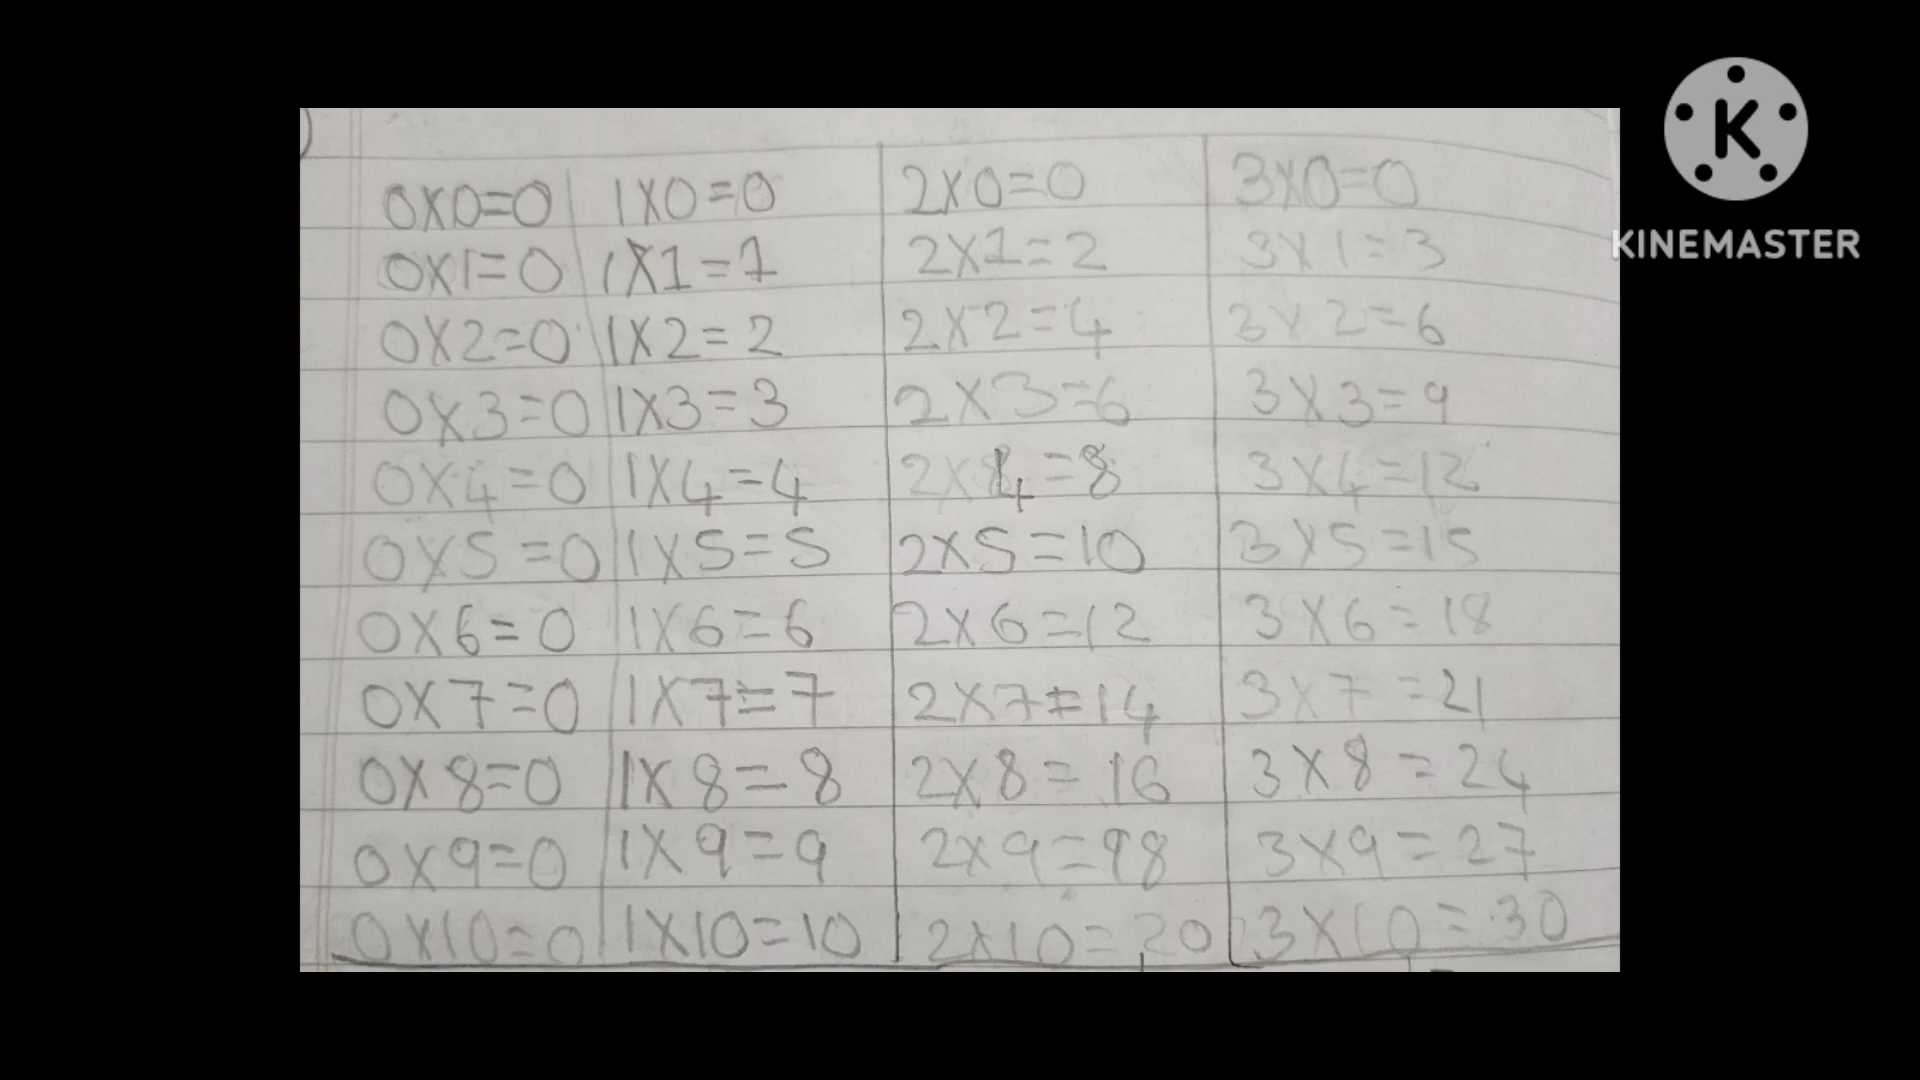 0X0=0 1X0=0 2X0=0 3X0=0
0X1=0 1X1=1 2X1=2 3X1=3
0X2=0 1X2=2 2X2=4 3X2=6
0X3=0 1X3=3 2X3=6 3X3=9
0X4=0 1X4=4 2X4=8 3X4=12
0X5=0 1X5=5 2X5=10 3X5=15
0X6=0 1X6=6 2X6=12 3X6=18
0X7=0 1X7=7 2X7=14 3X7=21
0X8=0 1X8=8 2X8=16 3X8=24
0X9=0 1X9=9 2X9=98 3X9=27
0X10=0 1X10=10 2X10=20 3X10=30
K
KINEMASTER